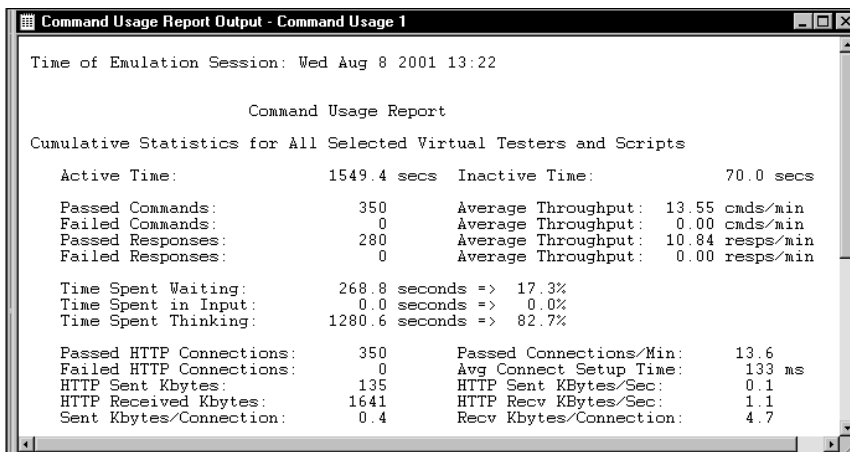 Command Usage Report Output - Command Usage 1
Time of Emulation Session: Wed Aug 8 2001 13:22
Command Usage Report
Cumulative Statistics for All Selected Virtual Testers and Scripts
Active Time: 1549.4 secs Inactive Time: 70.0 secs
Passed Commands: 350 Average Throughput: 13.55 cmds/min
Failed Commands: 0 Average Throughput: 0.00 cmds/min
Passed Responses: 280 Average Throughput: 10.84 resps/min
Failed Responses: 0 Average Throughput: 0.00 resps/min
Time Spent Waiting: 268.8 seconds => 17.3%
Time Spent in Input: 0.0 seconds => 0.0%
Time Spent Thinking: 1280.6 seconds => 82.7%
Passed HTTP Connections: 350 Passed Connections/Min: 13.6
Failed HTTP Connections: 0 Avg Connect Setup Time: 133 ms
HTTP Sent Kbytes: 135 HTTP Sent KBytes/Sec: 0.1
HTTP Received Kbytes: 1641 HTTP Recv KBytes/Sec: 1.1
Sent Kbytes/Connection: 0.4 Recv Kbytes/Connection: 4.7